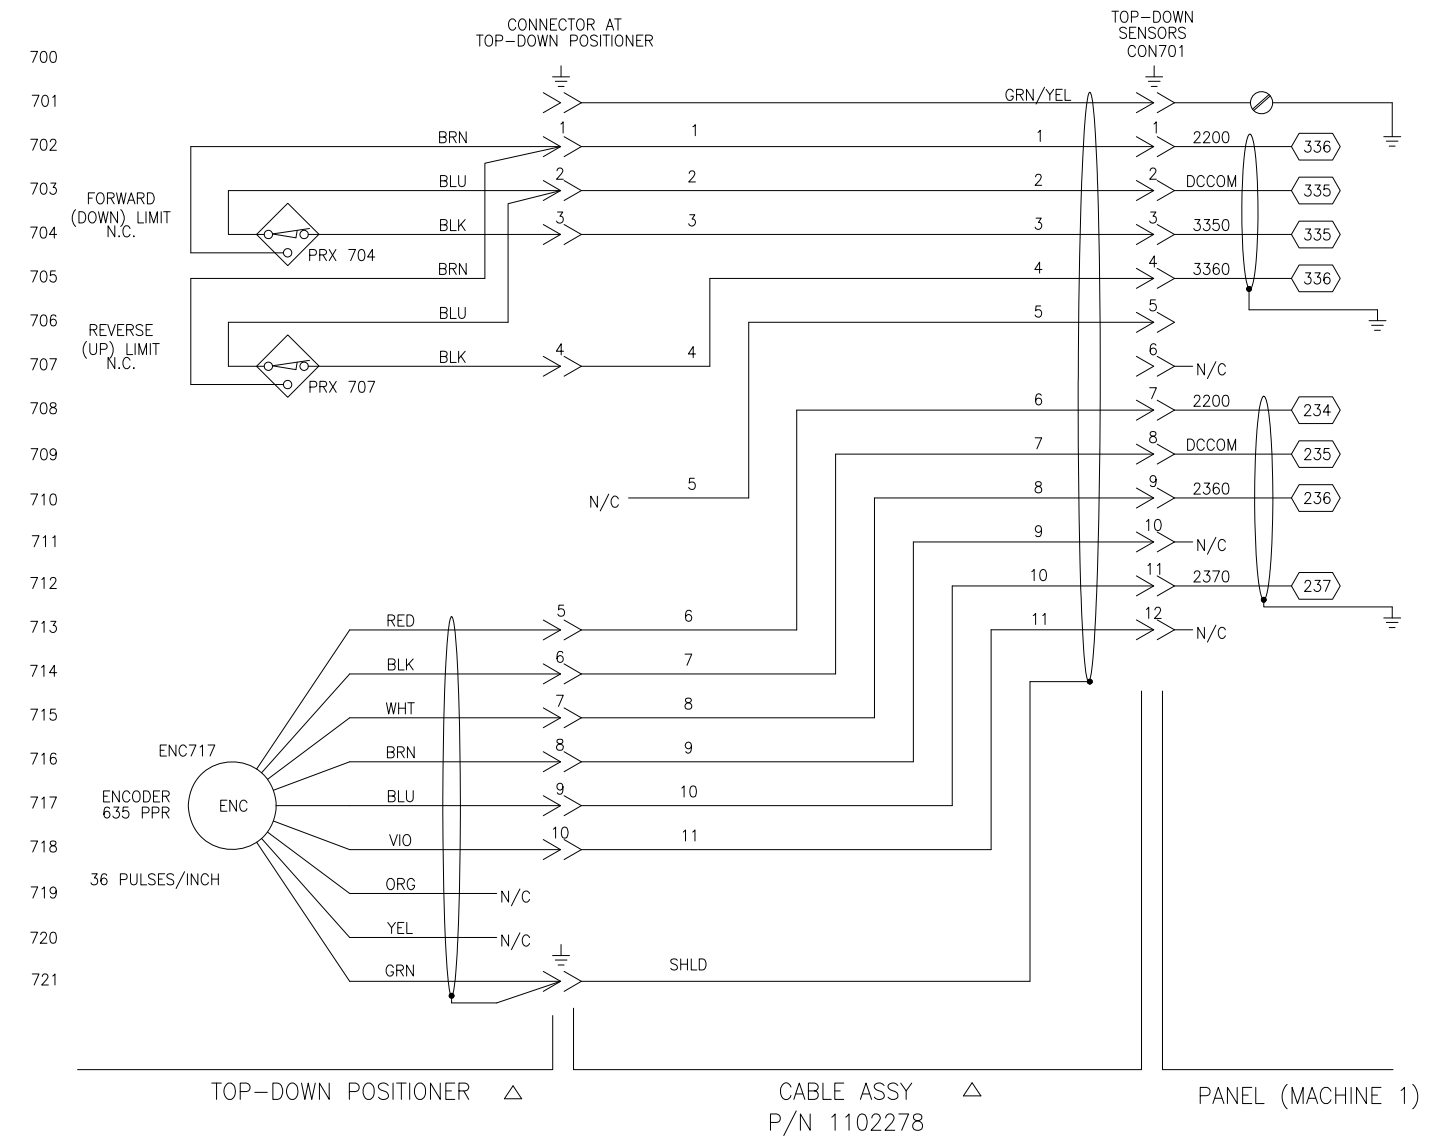 CONNECTOR AT
TOP-DOWN POSITIONER
TOP-DOWN
SENSORS
CON701
700
701
GRN/YEL
702
BRN
1
1
1
1
2200
336
703
BLU
2
2
2
2
DCCOM
335
FORWARD
(DOWN) LIMIT
N.C.
704
BLK
3
3
3
3
3350
335
PRX 704
705
BRN
4
4
3360
336
706
BLU
5
5
REVERSE
(UP) LIMIT
N.C.
707
BLK
4
4
6
N/C
PRX 707
708
6
7
2200
234
709
7
8
DCCOM
235
710
N/C
5
8
9
2360
236
711
9
10
N/C
712
10
11
2370
237
713
RED
5
6
11
12
N/C
714
BLK
6
7
715
WHT
7
8
716
ENC717
BRN
8
9
717
ENCODER
635 PPR
ENC
BLU
9
10
718
VIO
10
11
36 PULSES/INCH
719
ORG
N/C
720
YEL
N/C
721
GRN
SHLD
TOP-DOWN POSITIONER
CABLE ASSY
P/N 1102278
PANEL (MACHINE 1)